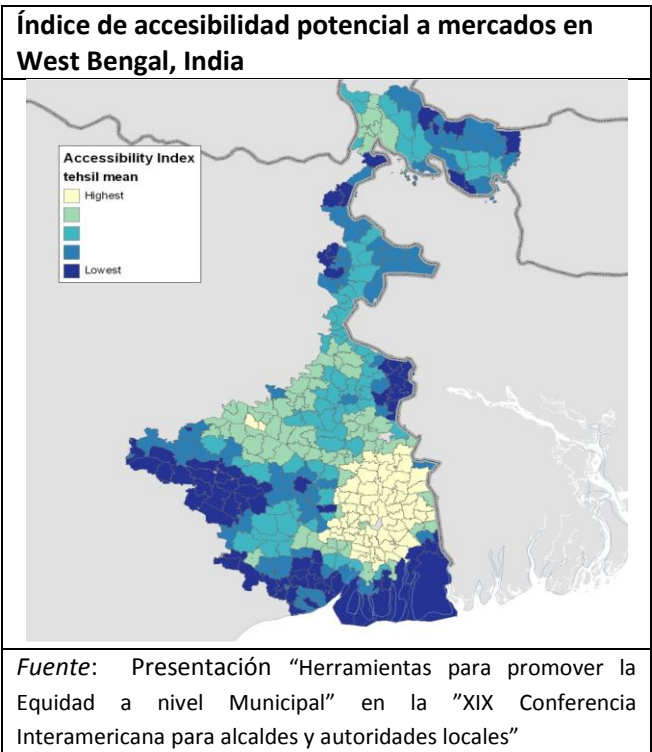 Índice de accesibilidad potencial a mercados en
West Bengal, India
Accessibility Index
tehsil mean
Highest
Lowest
Fuente: Presentación “Herramientas para promover la
Equidad a nivel Municipal” en la ”XIX Conferencia
Interamericana para alcaldes y autoridades locales”